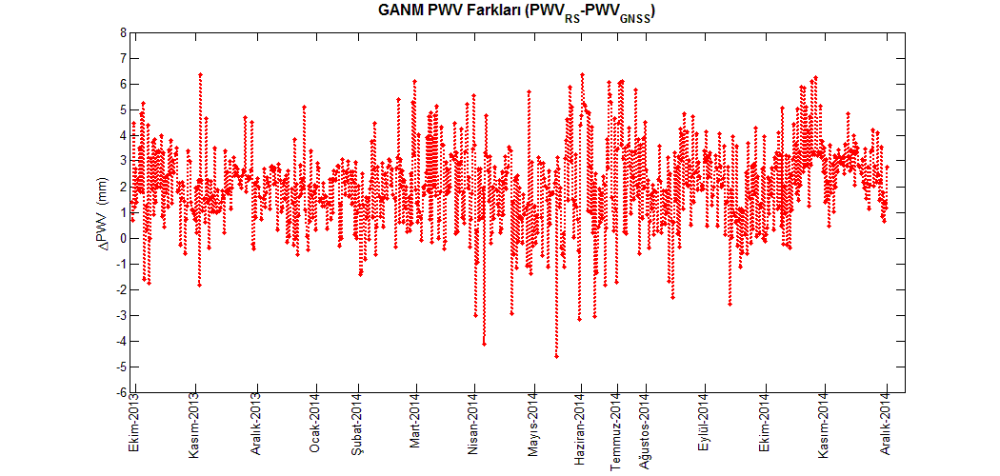 GANM PWV Farkları (PWV_RS-PWV_GNSS)
8
7
6
5
4
3
2
1
0
-1
-2
-3
-4
-5
-6
ΔPWV (mm)
Ekim-2013
Kasım-2013
Aralık-2013
Ocak-2014
Şubat-2014
Mart-2014
Nisan-2014
Mayıs-2014
Haziran-2014
Temmuz-2014
Ağustos-2014
Eylül-2014
Ekim-2014
Kasım-2014
Aralık-2014